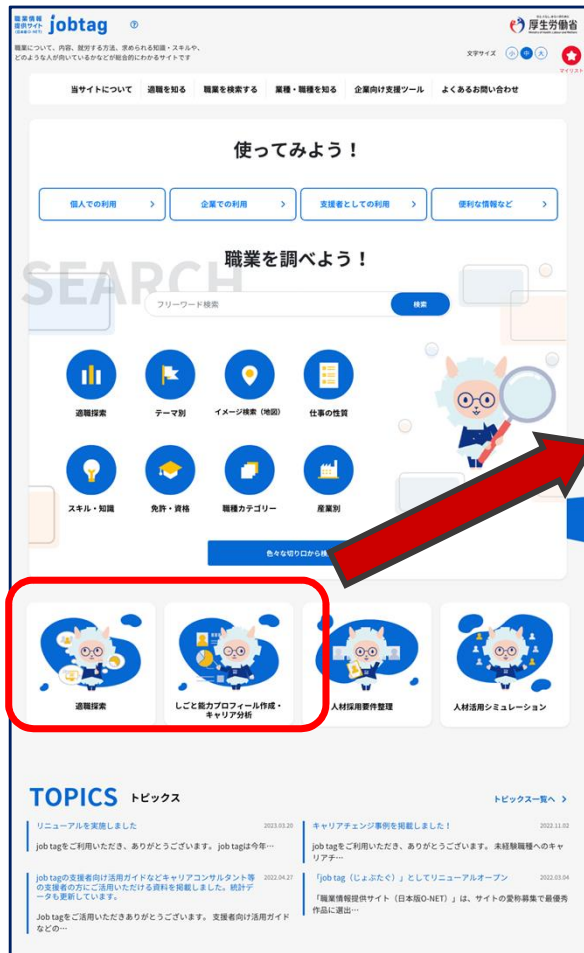 職業情報
提供サイト
(日本版O-NET)
jobtag
厚生労働省
Ministry of Health, Labour and Welfare
職業について、内容、就労する方法、求められる知識・スキルや、
どのような人が向いているかなどが総合的にわかるサイトです
文字サイズ 小 中 大
マイリスト
当サイトについて 適職を知る 職業を検索する 業種・職種を知る 企業向け支援ツール よくあるお問い合わせ
使ってみよう！
個人での利用 企業での利用 支援者としての利用 便利な情報など
職業を調べよう！
SEARCH
フリーワード検索 検索
適職探索 テーマ別 イメージ検索（地図） 仕事の性質
スキル・知識 免許・資格 職種カテゴリー 産業別
色々な切り口から検
適職探索
しごと能力プロフィール作成・
キャリア分析
人材採用要件整理
人材活用シミュレーション
TOPICS トピックス
トピックス一覧へ
リニューアルを実施しました 2023.03.20
job tagをご利用いただき、ありがとうございます。 job tagは今年…
キャリアチェンジ事例を掲載しました！ 2022.11.02
job tagをご利用いただき、ありがとうございます。 未経験職種へのキャ
リアチ…
job tagの支援者向け活用ガイドなどキャリアコンサルタント等 2022.04.27
の支援者の方にご活用いただける資料を掲載しました。統計デ
ータも更新しています。
Job tagをご活用いただきありがとうございます。 支援者向け活用ガイド
などの…
「job tag（じょぶたぐ）」としてリニューアルオープン 2022.03.04
「職業情報提供サイト（日本版O-NET）」は、サイトの愛称募集で最優秀
作品に選出…